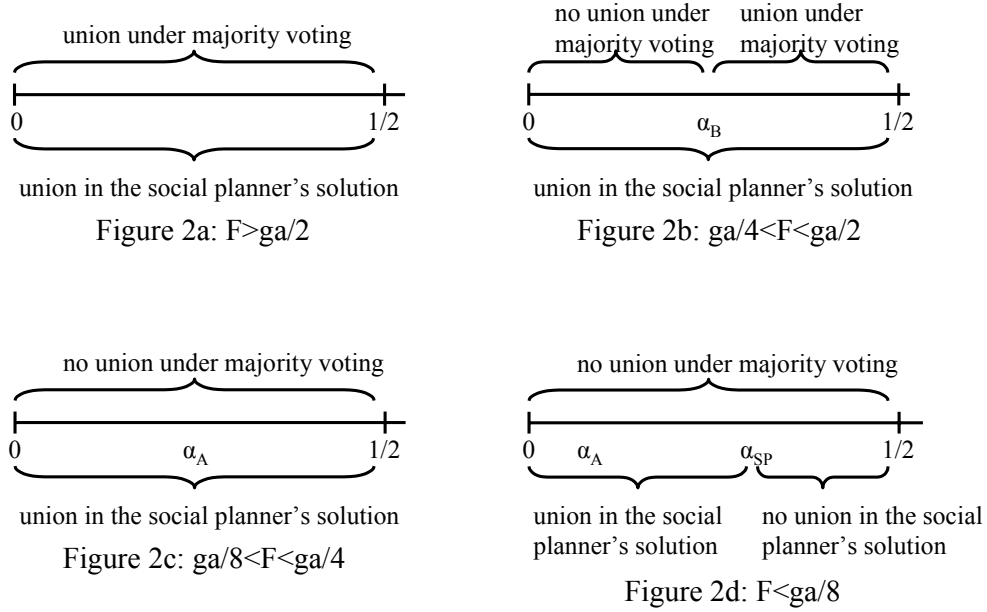 union under majority voting
0
1/2
union in the social planner's solution
Figure 2a: F>ga/2
no union under
majority voting
union under
majority voting
0
α_B
1/2
union in the social planner's solution
Figure 2b: ga/4<F<ga/2
no union under majority voting
0
α_A
1/2
union in the social planner's solution
Figure 2c: ga/8<F<ga/4
no union under majority voting
0
α_A
α_SP
1/2
union in the social
planner's solution
no union in the social
planner's solution
Figure 2d: F<ga/8